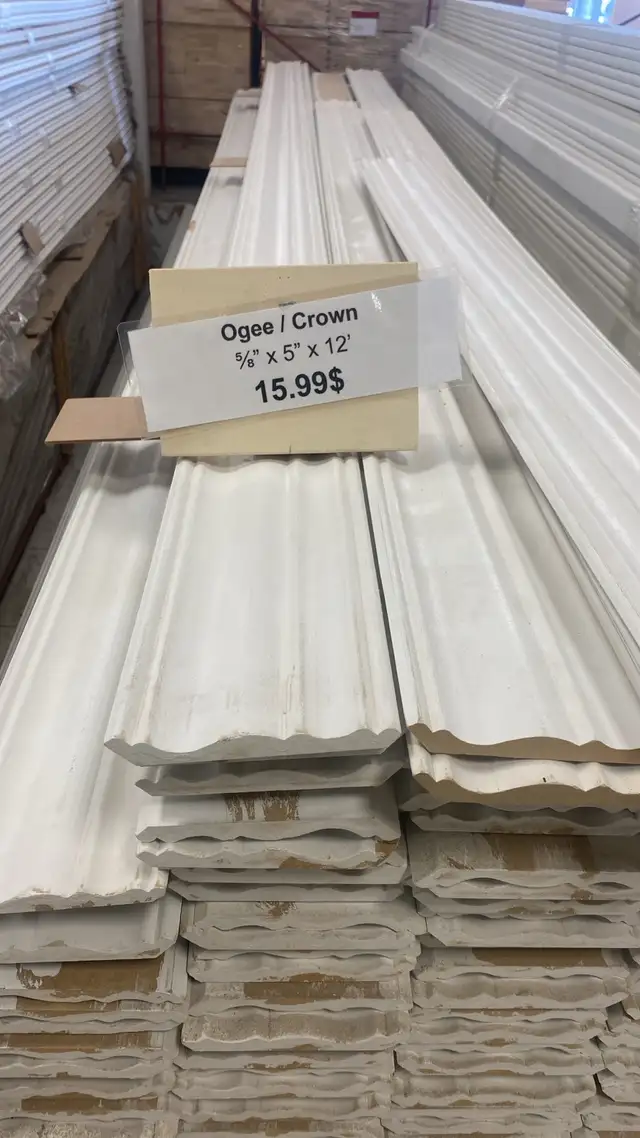 Ogee / Crown
⅝” x 5” x 12’
15.99$